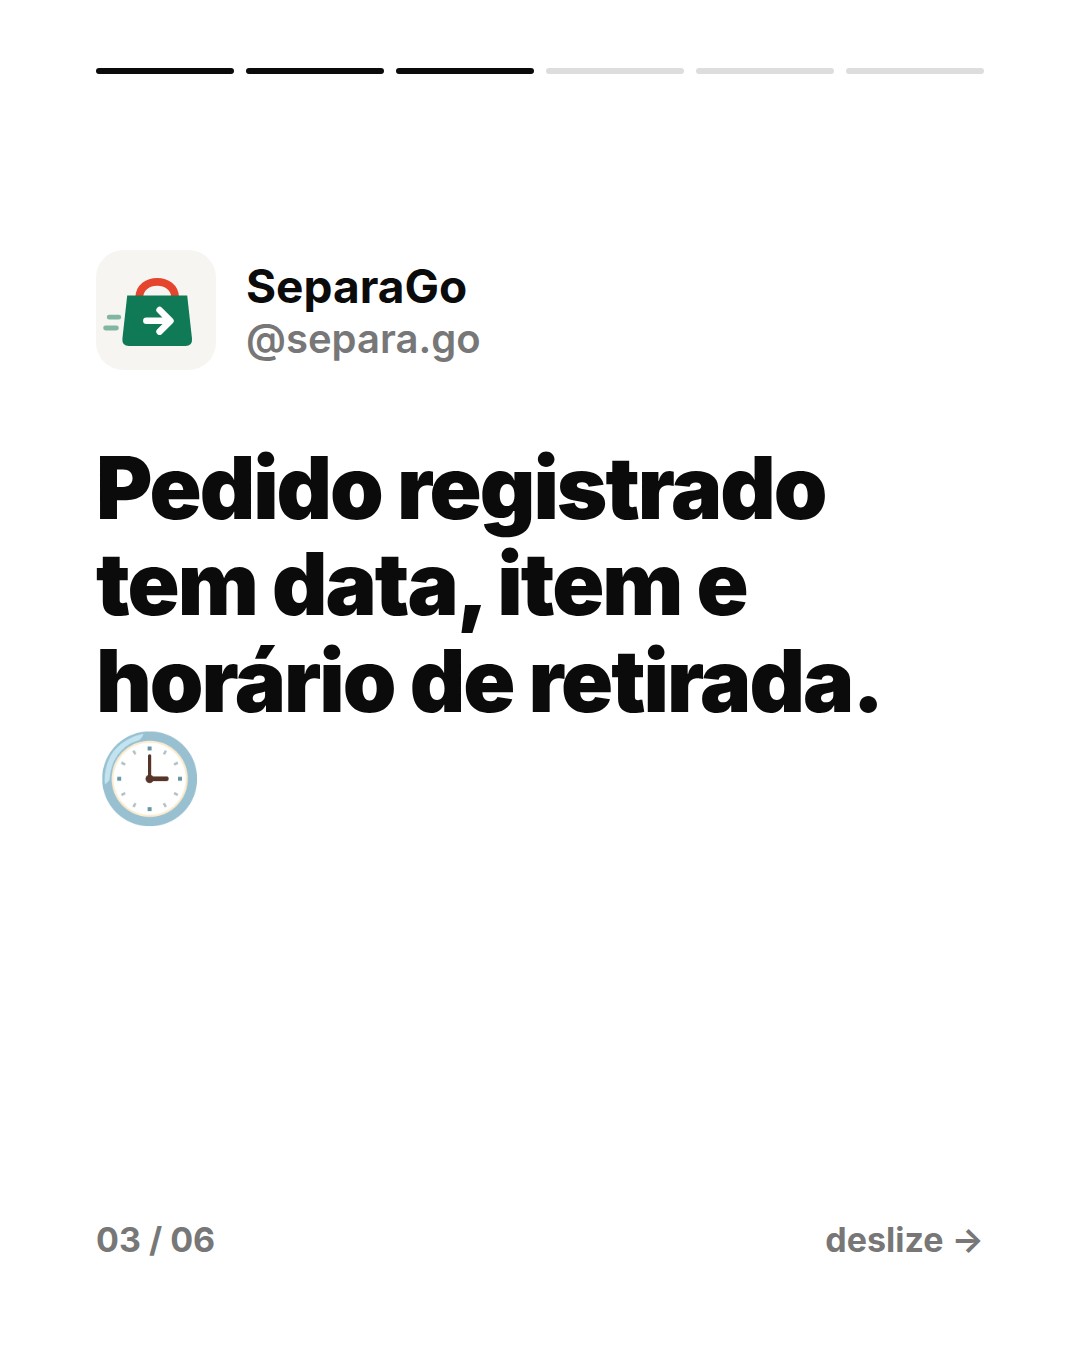 SeparaGo
@separa.go
Pedido registrado
tem data, item e
horário de retirada.
03 / 06
deslize →